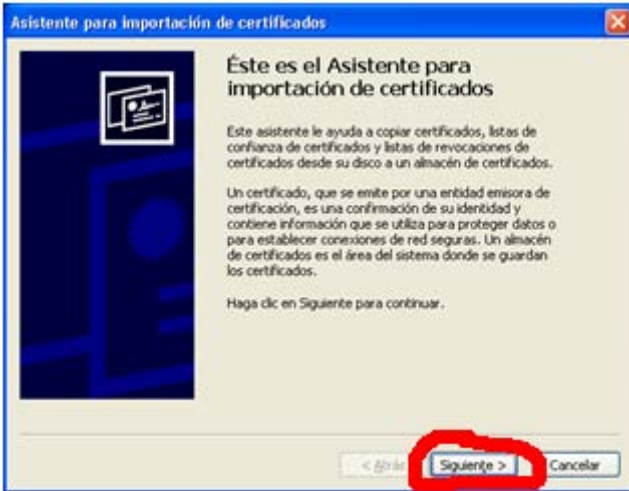 Asistente para importación de certificados
Éste es el Asistente para
importación de certificados
Este asistente le ayuda a copiar certificados, listas de
confianza de certificados y listas de revocaciones de
certificados desde su disco a un almacén de certificados.
Un certificado, que se emite por una entidad emisora de
certificación, es una confirmación de su identidad y
contiene información que se utiliza para proteger datos o
para establecer conexiones de red seguras. Un almacén
de certificados es el área del sistema donde se guardan
los certificados.
Haga clic en Siguiente para continuar.
< Atrás Siguiente > Cancelar